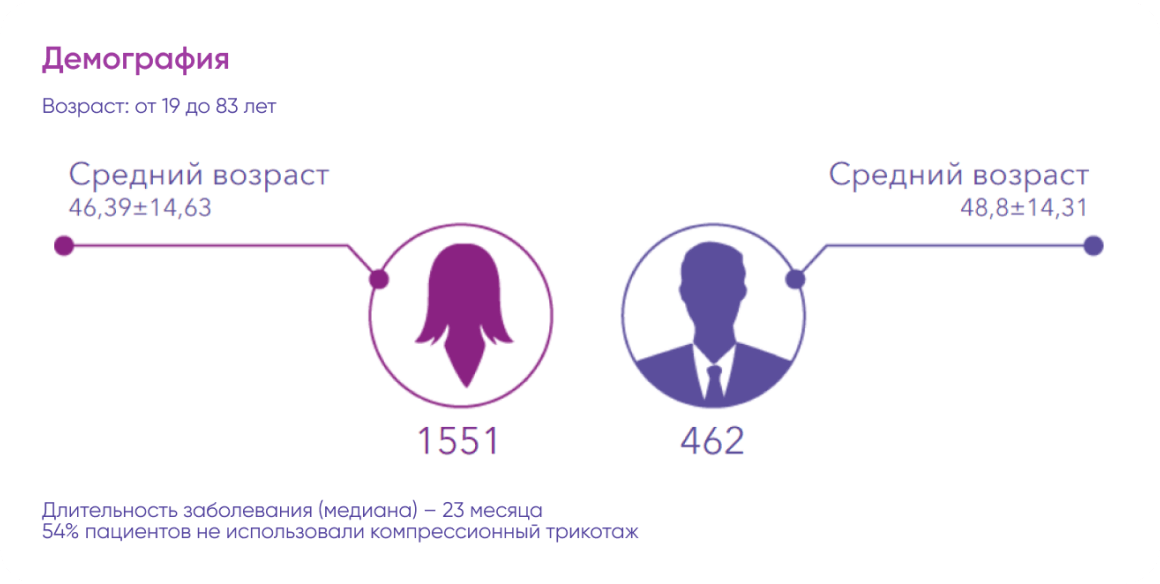 Демография
Возраст: от 19 до 83 лет
Средний возраст
46,39±14,63
Средний возраст
48,8±14,31
1551
462
Длительность заболевания (медиана) – 23 месяца
54% пациентов не использовали компрессионный трикотаж